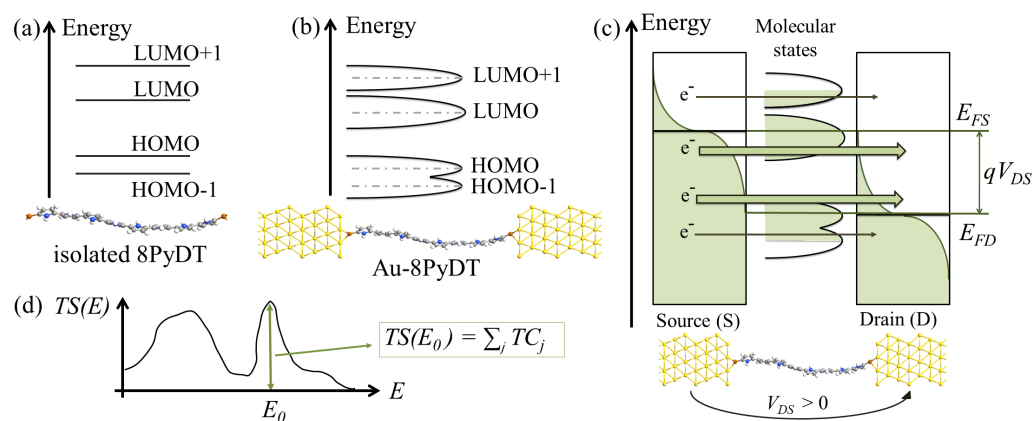 (a)
Energy
LUMO+1
LUMO
HOMO
HOMO-1
isolated 8PyDT
(b)
Energy
LUMO+1
LUMO
HOMO
HOMO-1
Au-8PyDT
(c)
Energy
Molecular
states
e-
e-
e-
e-
E_FS
qV_DS
E_FD
Source (S)
Drain (D)
V_DS > 0
(d)
TS(E)
TS(E_0) = ∑_j TC_j
E_0
E